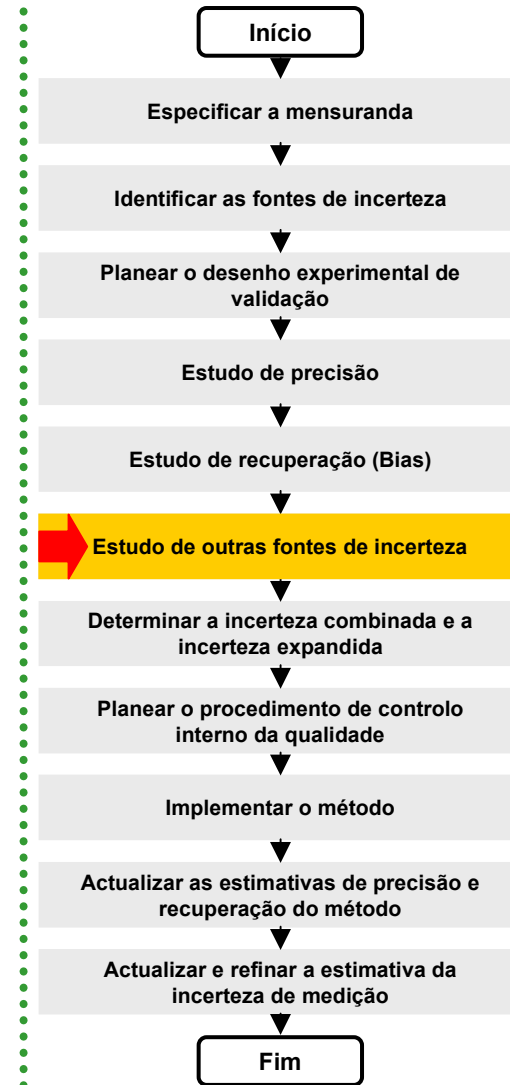 Início
Especificar a mensuranda
Identificar as fontes de incerteza
Planear o desenho experimental de
validação
Estudo de precisão
Estudo de recuperação (Bias)
Estudo de outras fontes de incerteza
Determinar a incerteza combinada e a
incerteza expandida
Planear o procedimento de controlo
interno da qualidade
Implementar o método
Actualizar as estimativas de precisão e
recuperação do método
Actualizar e refinar a estimativa da
incerteza de medição
Fim